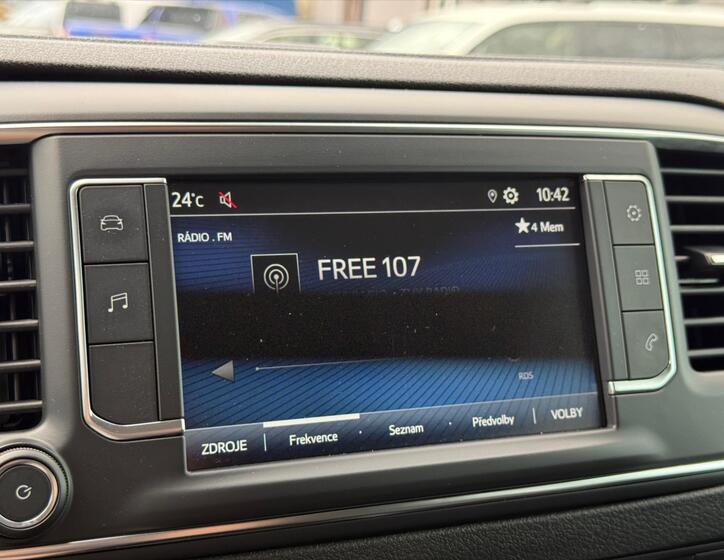 24°c 10:42
RÁDIO . FM ★4 Mem
FREE 107
RDS
ZDROJE | Frekvence · Seznam · Předvolby | VOLBY